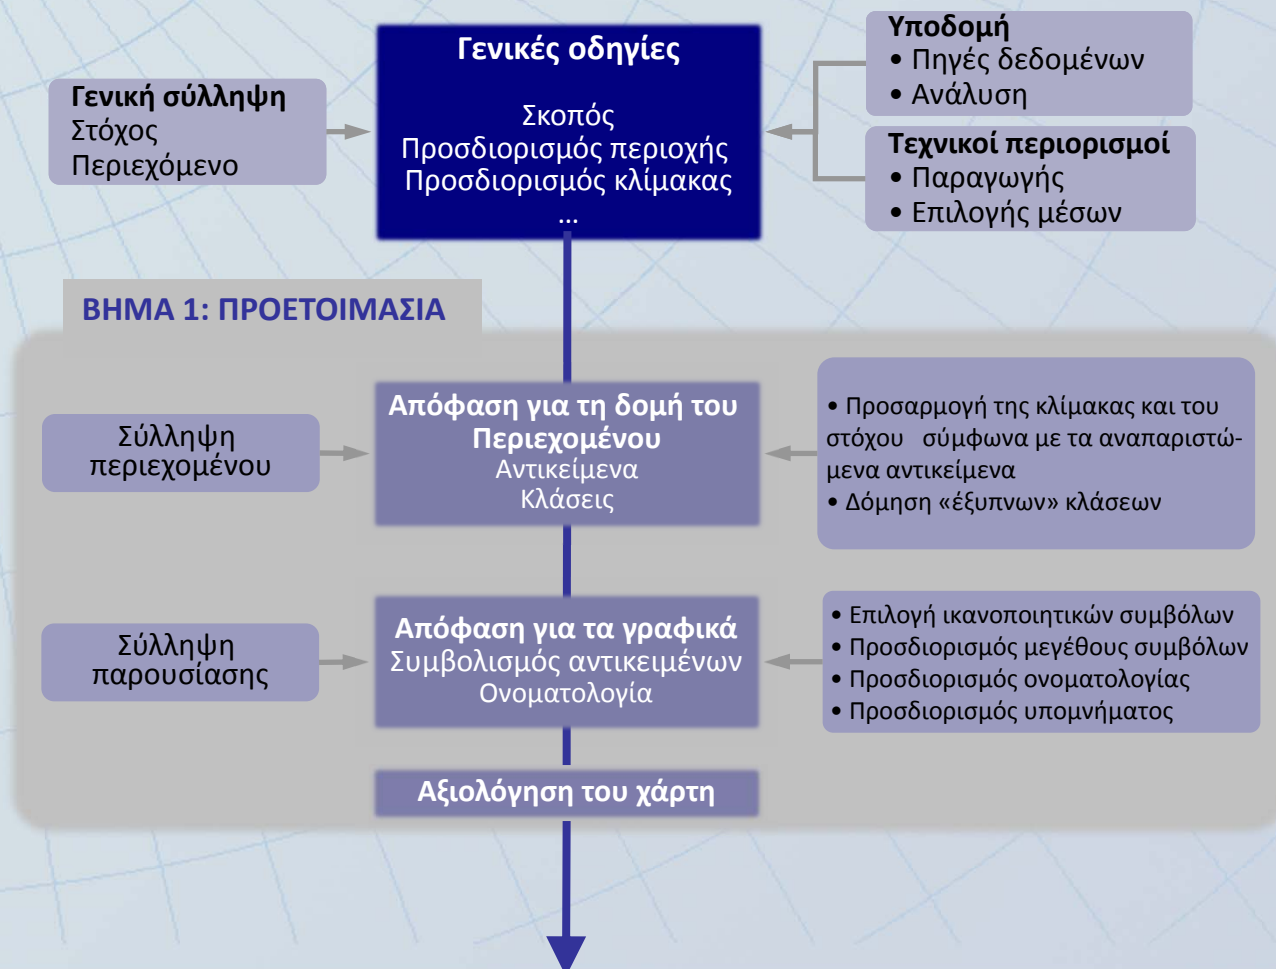 Γενική σύλληψη
Στόχος
Περιεχόμενο
Γενικές οδηγίες
Σκοπός
Προσδιορισμός περιοχής
Προσδιορισμός κλίμακας
...
Υποδομή
• Πηγές δεδομένων
• Ανάλυση
Τεχνικοί περιορισμοί
• Παραγωγής
• Επιλογής μέσων
ΒΗΜΑ 1: ΠΡΟΕΤΟΙΜΑΣΙΑ
Σύλληψη
περιεχομένου
Απόφαση για τη δομή του
Περιεχομένου
Αντικείμενα
Κλάσεις
• Προσαρμογή της κλίμακας και του
στόχου σύμφωνα με τα αναπαριστώ-
μενα αντικείμενα
• Δόμηση «έξυπνων» κλάσεων
Σύλληψη
παρουσίασης
Απόφαση για τα γραφικά
Συμβολισμός αντικειμένων
Ονοματολογία
• Επιλογή ικανοποιητικών συμβόλων
• Προσδιορισμός μεγέθους συμβόλων
• Προσδιορισμός ονοματολογίας
• Προσδιορισμός υπομνήματος
Αξιολόγηση του χάρτη